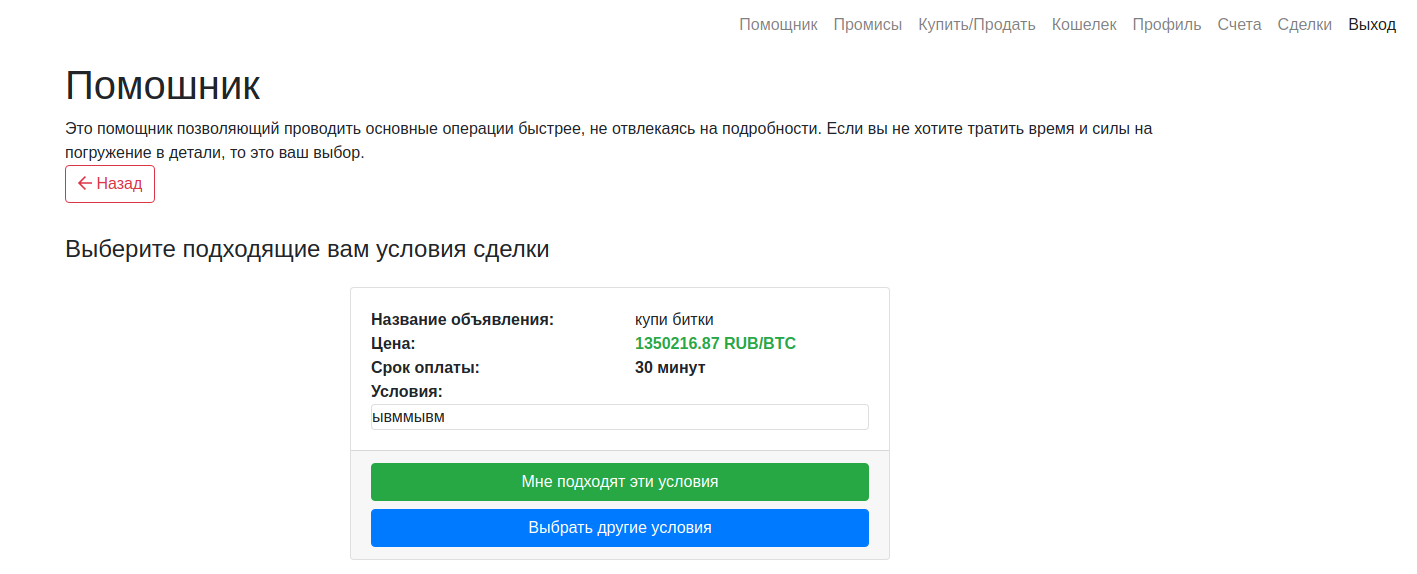 Помощник Промисы Купить/Продать Кошелек Профиль Счета Сделки Выход
Помошник
Это помощник позволяющий проводить основные операции быстрее, не отвлекаясь на подробности. Если вы не хотите тратить время и силы на
погружение в детали, то это ваш выбор.
Назад
Выберите подходящие вам условия сделки
Название объявления: купи битки
Цена: 1350216.87 RUB/BTC
Срок оплаты: 30 минут
Условия:
ывммывм
Мне подходят эти условия
Выбрать другие условия